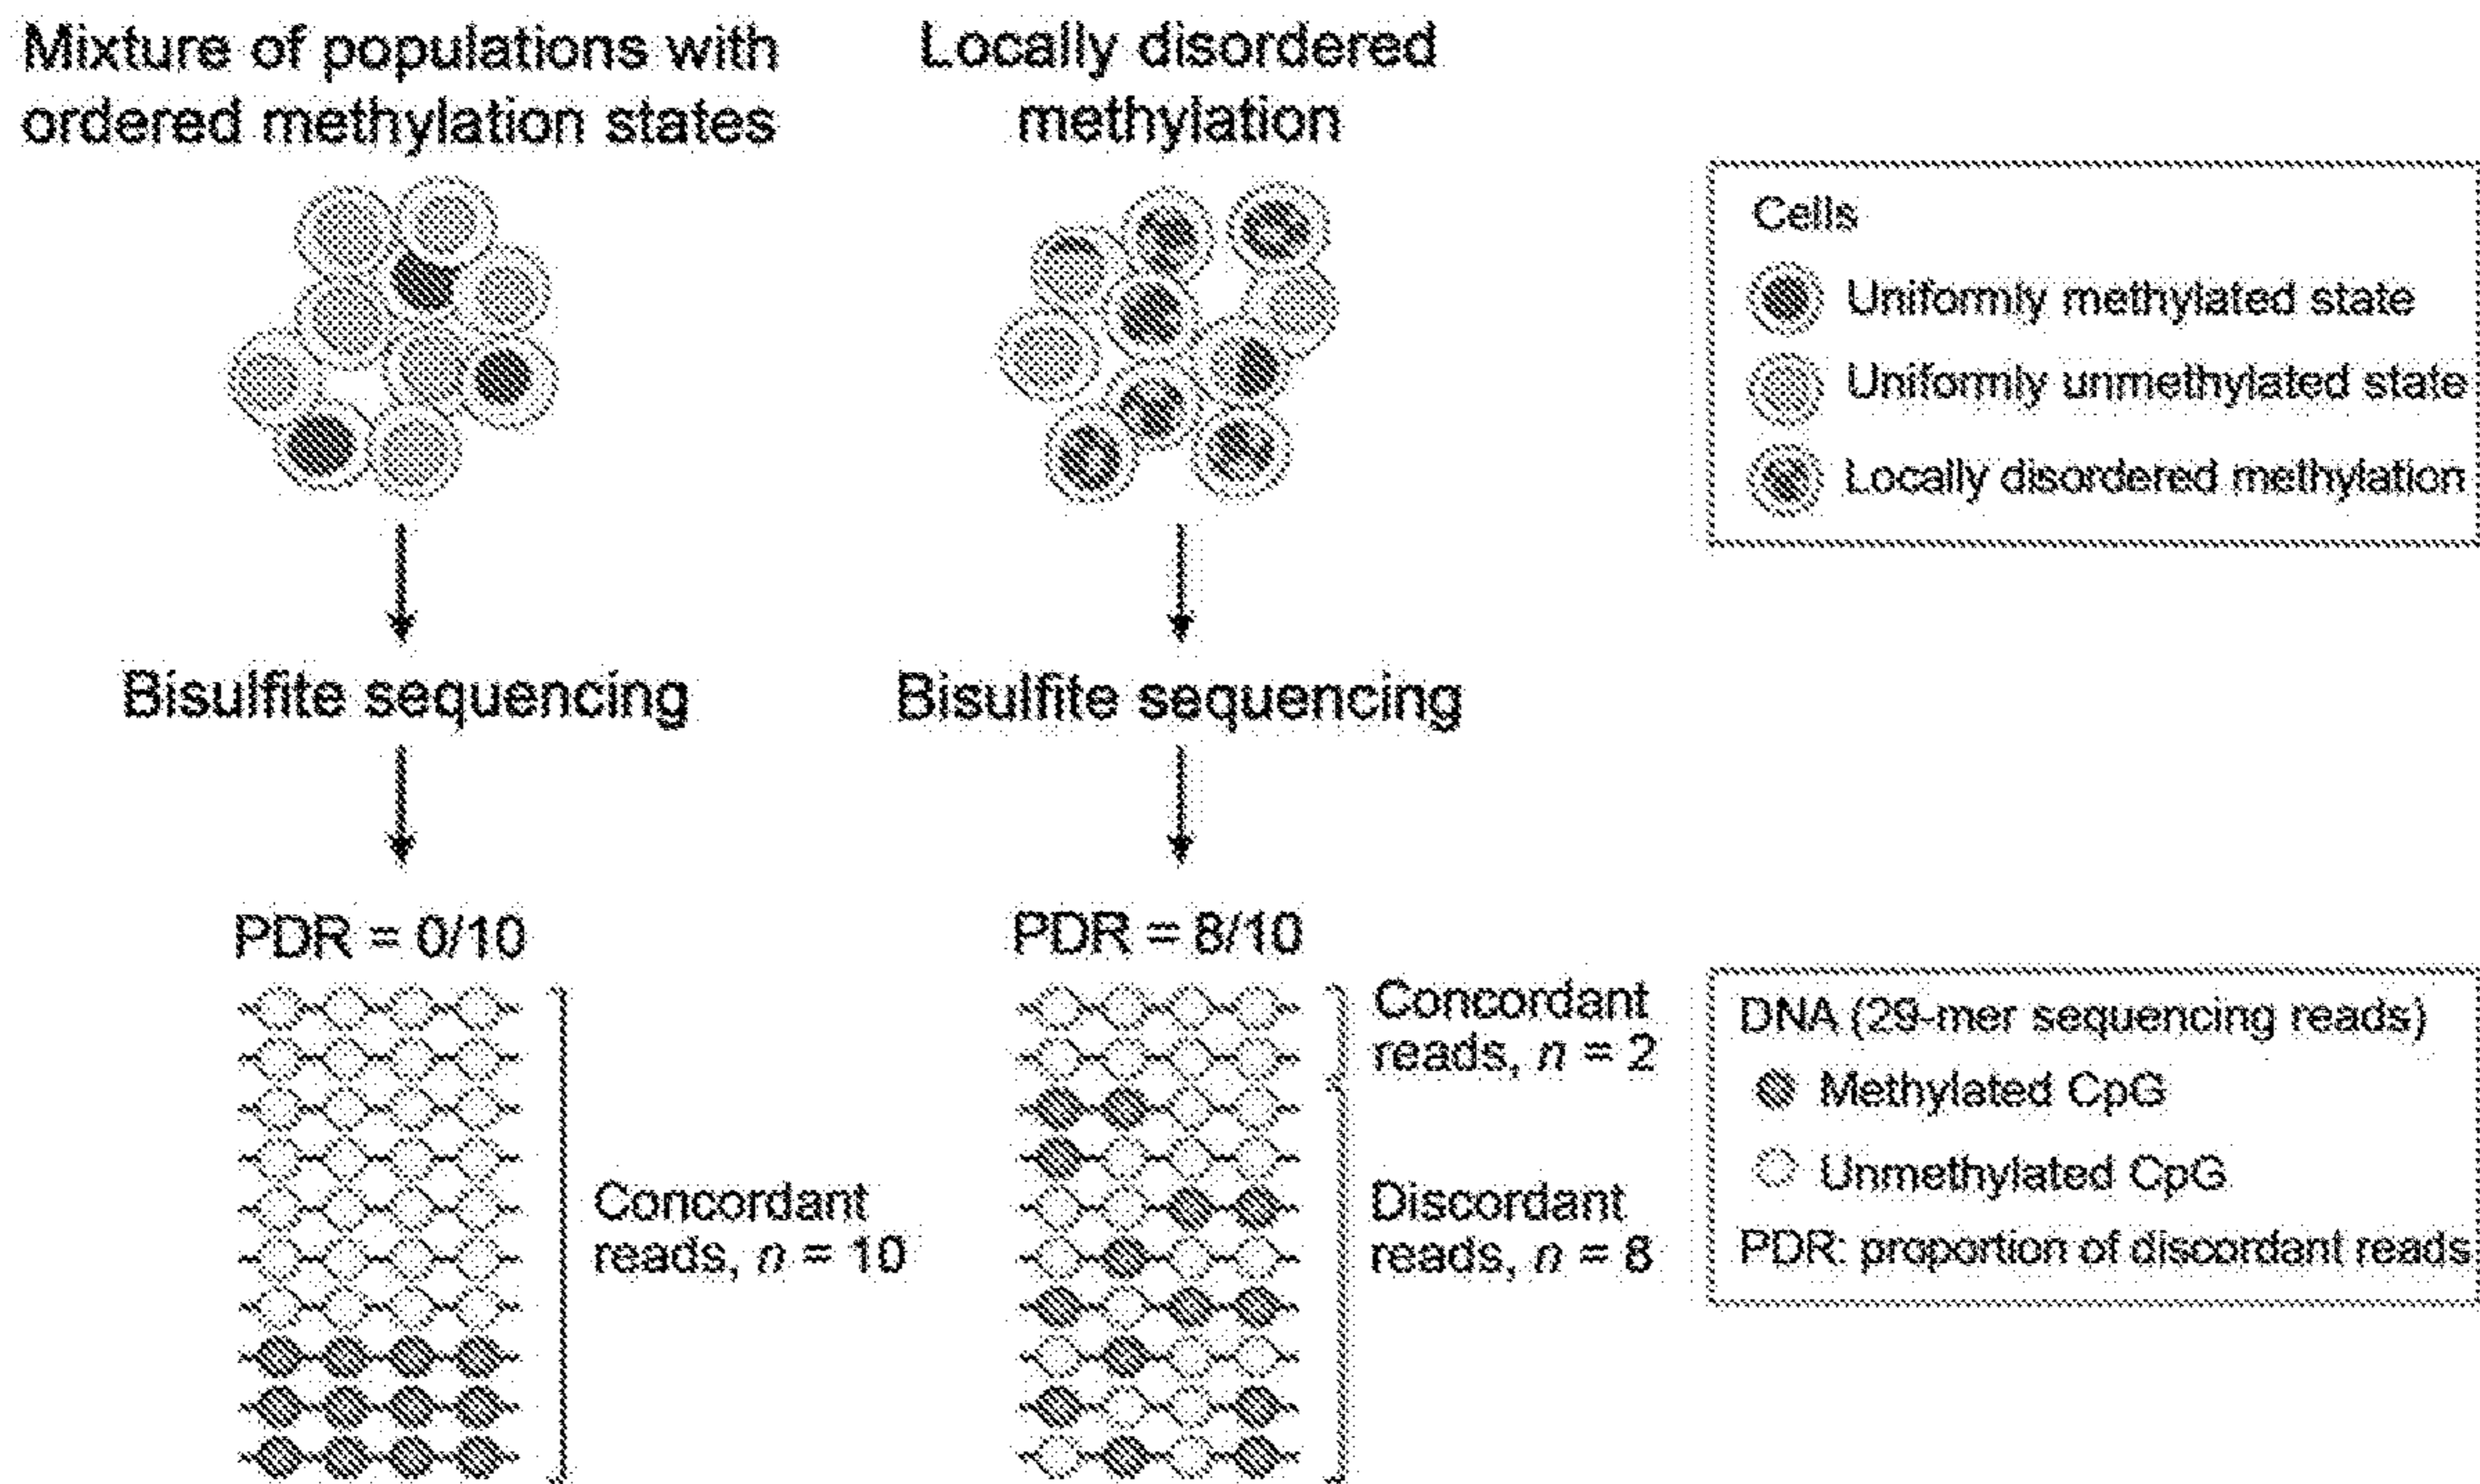 Mixture of populations with
ordered methylation states
Locally disordered
methylation
Cells
Uniformly methylated state
Uniformly unmethylated state
Locally disordered methylation
Bisulfite sequencing
Bisulfite sequencing
PDR = 0/10
PDR = 8/10
Concordant
reads, n = 10
Concordant
reads, n = 2
Discordant
reads, n = 8
DNA (29-mer sequencing reads)
Methylated CpG
Unmethylated CpG
PDR: proportion of discordant reads